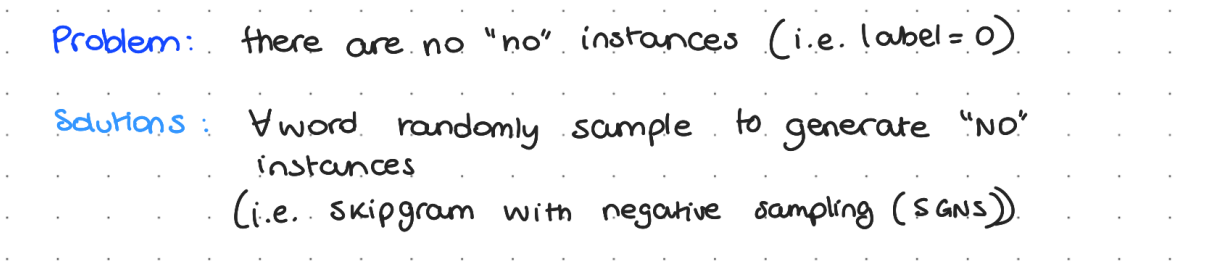 Problem: there are no "no" instances (i.e. label = 0)
Solutions: ∀ word randomly sample to generate "NO"
instances
(i.e. skipgram with negative sampling (SGNS))